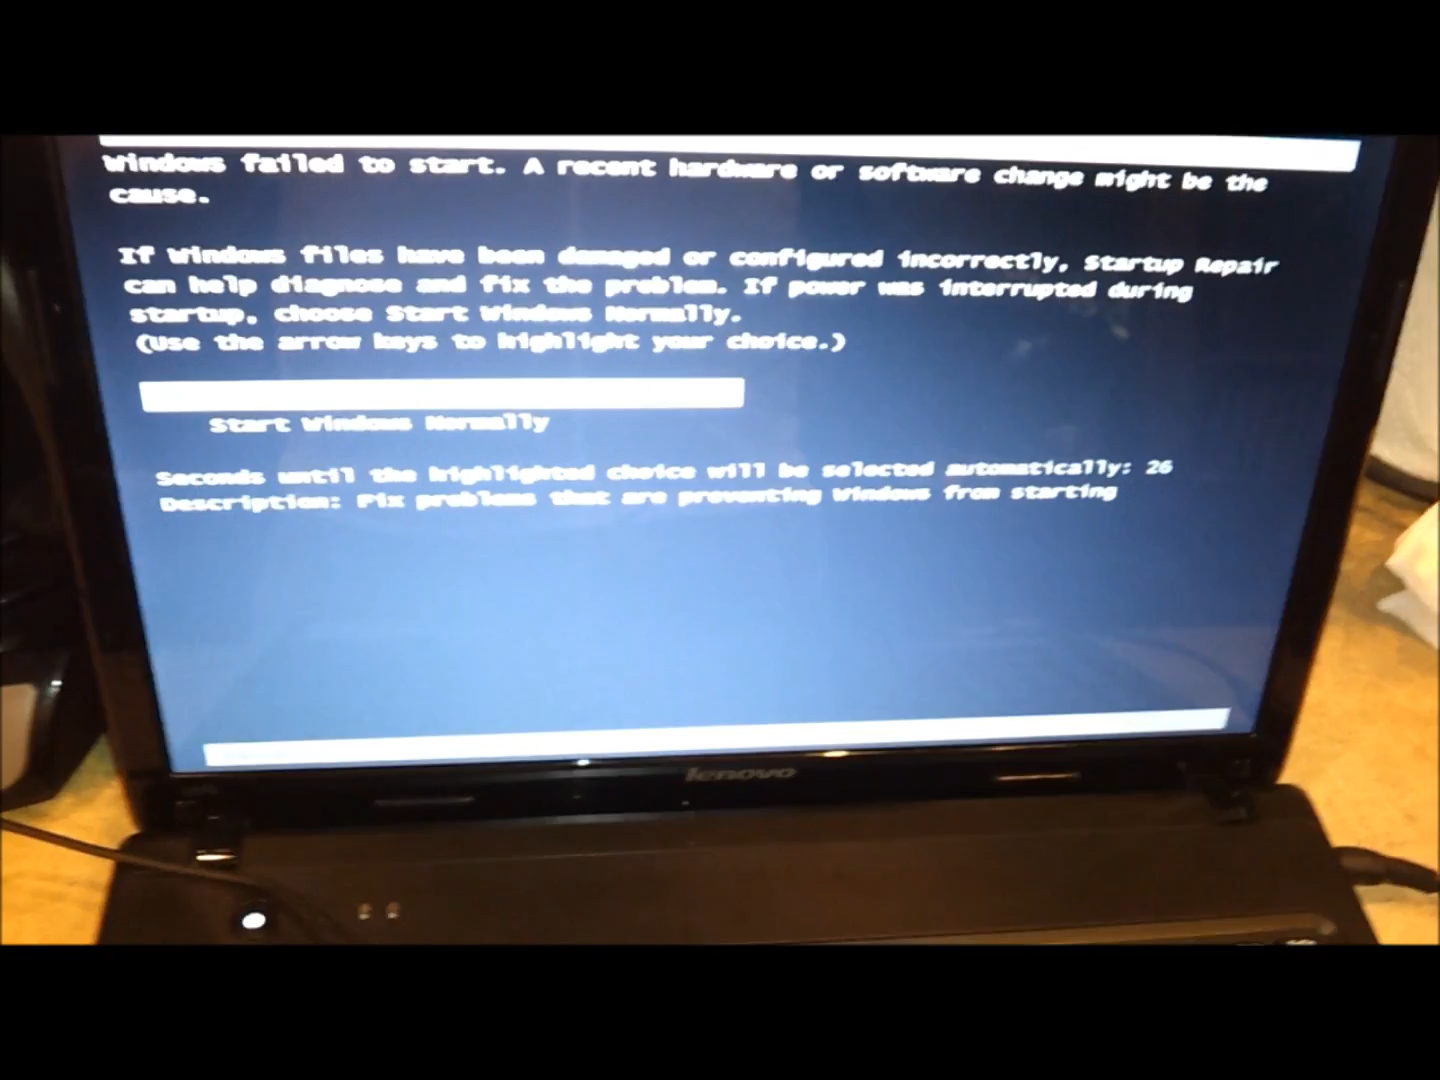 Windows failed to start. A recent hardware or software change might be the
cause.
If Windows files have been damaged or configured incorrectly, Startup Repair
can help diagnose and fix the problem. If power was interrupted during
startup, choose Start Windows Normally.
(Use the arrow keys to highlight your choice.)
Start Windows Normally
Seconds until the highlighted choice will be selected automatically: 26
Description: Fix problems that are preventing Windows from starting
lenovo